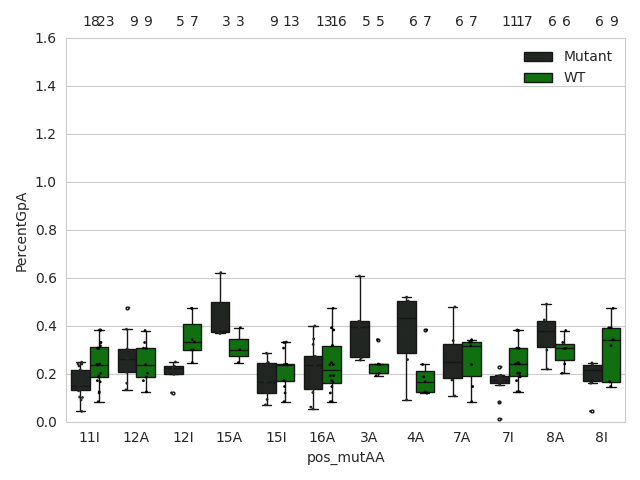 18 23 9 9 5 7 3 3 9 13 13 16 5 5 6 7 6 7 11 17 6 6 6 9
1.6
Mutant
WT
1.4
1.2
1.0
0.8
0.6
0.4
0.2
0.0
PercentGpA
11I 12A 12I 15A 15I 16A 3A 4A 7A 7I 8A 8I
pos_mutAA